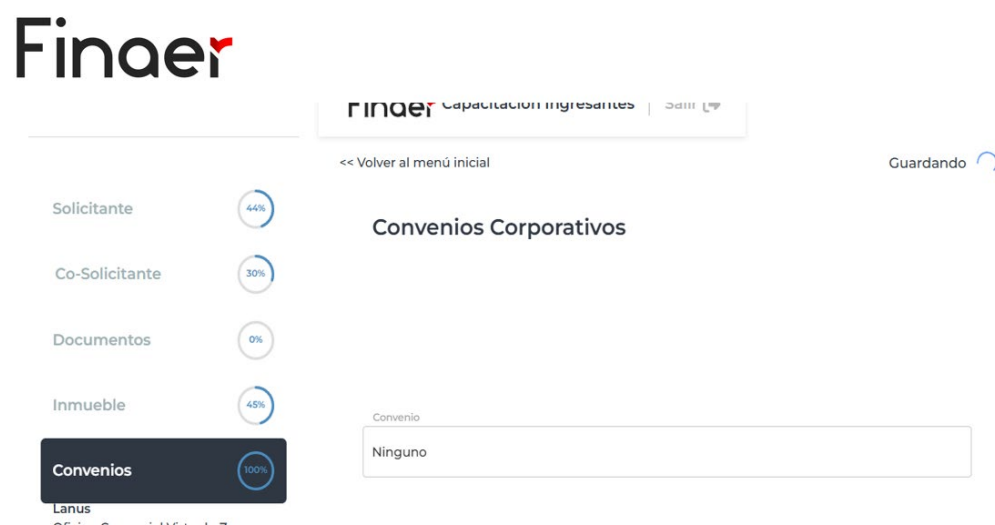 Finaer
Finaer Capacitación Ingresantes | Salir
<< Volver al menú inicial
Guardando
Solicitante 44%
Convenios Corporativos
Co-Solicitante 30%
Documentos 0%
Inmueble 45%
Convenio
Ninguno
Convenios 100%
Lanus